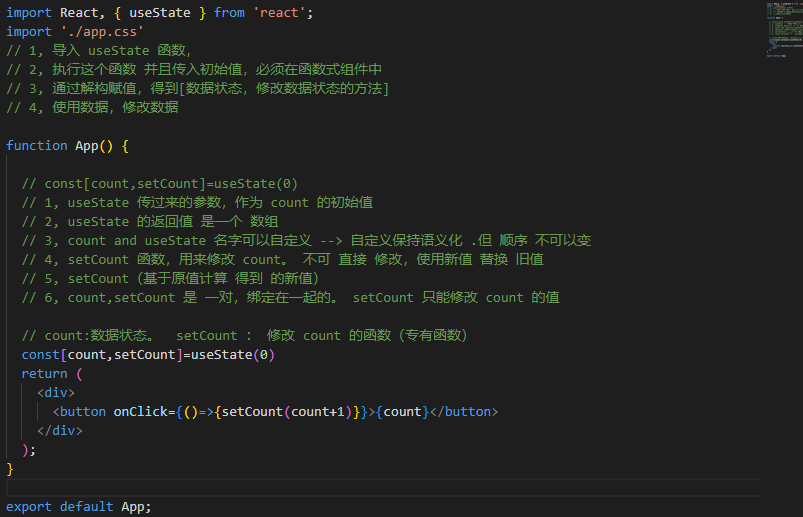 import React, { useState } from 'react';
import './app.css'
// 1, 导入 useState 函数,
// 2, 执行这个函数 并且传入初始值, 必须在函数式组件中
// 3, 通过解构赋值, 得到[数据状态, 修改数据状态的方法]
// 4, 使用数据, 修改数据
function App() {
// const[count,setCount]=useState(0)
// 1, useState 传过来的参数, 作为 count 的初始值
// 2, useState 的返回值 是一个 数组
// 3, count and useState 名字可以自定义 --> 自定义保持语义化 .但 顺序 不可以变
// 4, setCount 函数, 用来修改 count。 不可 直接 修改, 使用新值 替换 旧值
// 5, setCount (基于原值计算 得到 的新值)
// 6, count,setCount 是 一对, 绑定在一起的。 setCount 只能修改 count 的值
// count:数据状态。  setCount : 修改 count 的函数 (专有函数)
const[count,setCount]=useState(0)
return (
<div>
<button onClick={()=>{setCount(count+1)}}>{count}</button>
</div>
);
}
export default App;